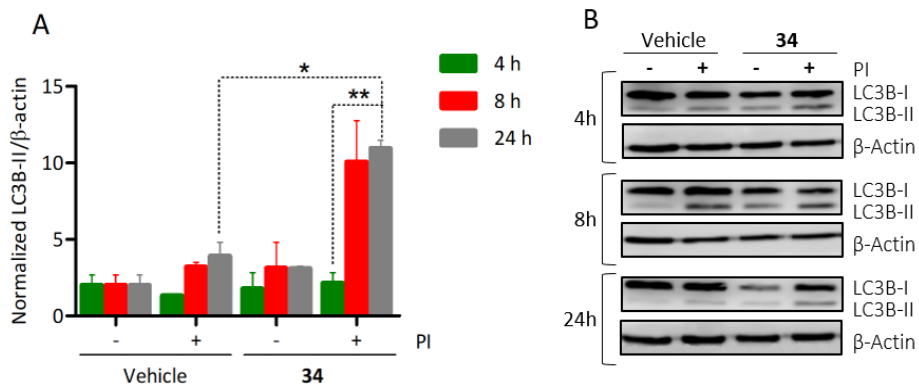 A
Normalized LC3B-II/β-actin
15
10
5
0
*
**
4 h
8 h
24 h
- + - + PI
Vehicle 34
B
Vehicle 34
- + - + PI
4h
LC3B-I
LC3B-II
β-Actin
8h
LC3B-I
LC3B-II
β-Actin
24h
LC3B-I
LC3B-II
β-Actin